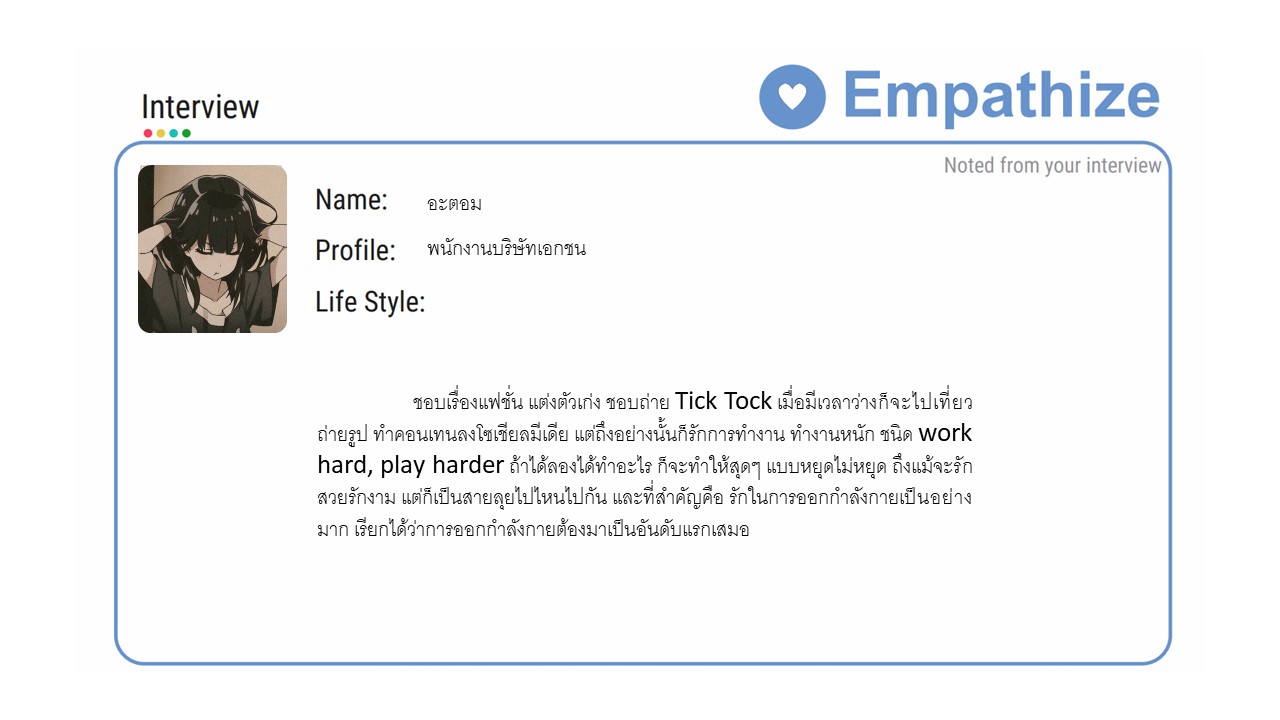 Interview
Empathize
Noted from your interview
Name: อะตอม
Profile: พนักงานบริษัทเอกชน
Life Style:
ชอบเรื่องแฟชั่น แต่งตัวเก่ง ชอบถ่าย Tick Tock เมื่อมีเวลาว่างก็จะไปเที่ยว
ถ่ายรูป ทำคอนเทนลงโซเชียลมีเดีย แต่ถึงอย่างนั้นก็รักการทำงาน ทำงานหนัก ชนิด work
hard, play harder ถ้าได้ลองได้ทำอะไร ก็จะทำให้สุดๆ แบบหยุดไม่หยุด ถึงแม้จะรัก
สวยรักงาม แต่ก็เป็นสายลุยไปไหนไปกัน และที่สำคัญคือ รักในการออกกำลังกายเป็นอย่าง
มาก เรียกได้ว่าการออกกำลังกายต้องมาเป็นอันดับแรกเสมอ